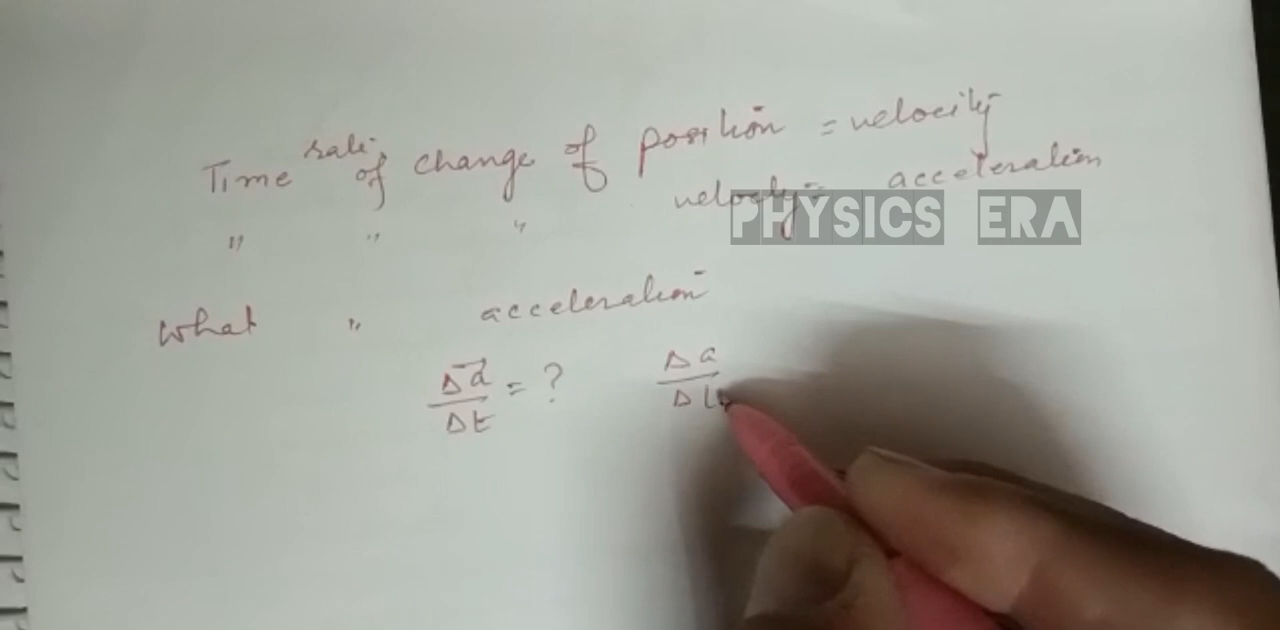 Time rate of change of position = velocity
" " " velocity = acceleration
PHYSICS ERA
What " acceleration
Δa⃗/Δt = ? Δa/Δt